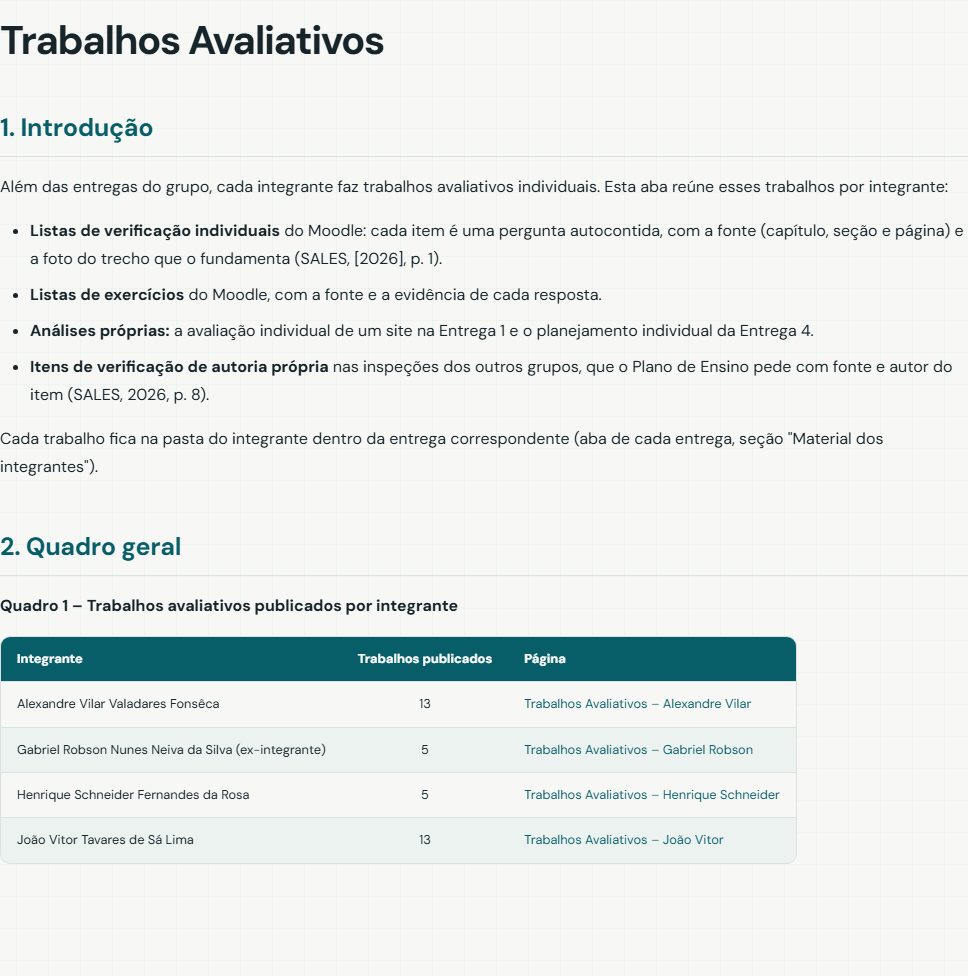 Trabalhos Avaliativos
1. Introdução
Além das entregas do grupo, cada integrante faz trabalhos avaliativos individuais. Esta aba reúne esses trabalhos por integrante:
• Listas de verificação individuais do Moodle: cada item é uma pergunta autocontida, com a fonte (capítulo, seção e página) e
a foto do trecho que o fundamenta (SALES, [2026], p. 1).
• Listas de exercícios do Moodle, com a fonte e a evidência de cada resposta.
• Análises próprias: a avaliação individual de um site na Entrega 1 e o planejamento individual da Entrega 4.
• Itens de verificação de autoria própria nas inspeções dos outros grupos, que o Plano de Ensino pede com fonte e autor do
item (SALES, 2026, p. 8).
Cada trabalho fica na pasta do integrante dentro da entrega correspondente (aba de cada entrega, seção "Material dos
integrantes").
2. Quadro geral
Quadro 1 – Trabalhos avaliativos publicados por integrante
Integrante Trabalhos publicados Página
Alexandre Vilar Valadares Fonsêca 13 Trabalhos Avaliativos – Alexandre Vilar
Gabriel Robson Nunes Neiva da Silva (ex-integrante) 5 Trabalhos Avaliativos – Gabriel Robson
Henrique Schneider Fernandes da Rosa 5 Trabalhos Avaliativos – Henrique Schneider
João Vitor Tavares de Sá Lima 13 Trabalhos Avaliativos – João Vitor